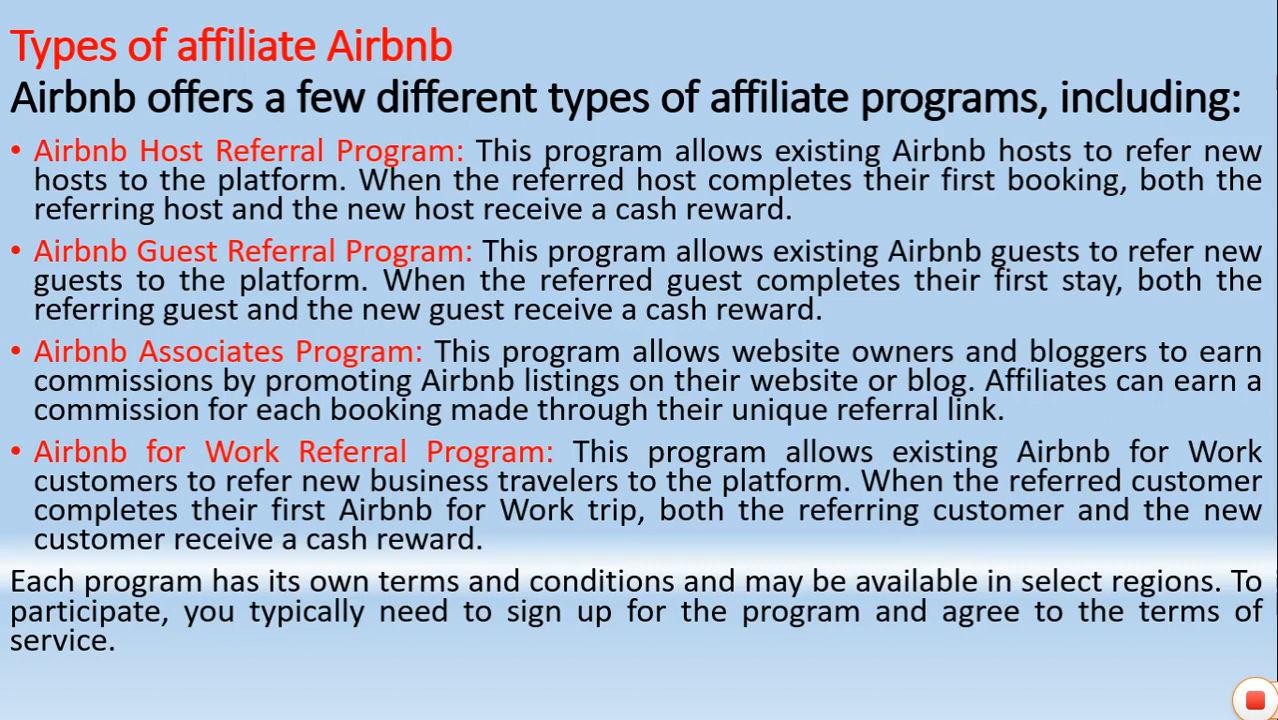 Types of affiliate Airbnb
Airbnb offers a few different types of affiliate programs, including:
• Airbnb Host Referral Program: This program allows existing Airbnb hosts to refer new
hosts to the platform. When the referred host completes their first booking, both the
referring host and the new host receive a cash reward.
• Airbnb Guest Referral Program: This program allows existing Airbnb guests to refer new
guests to the platform. When the referred guest completes their first stay, both the
referring guest and the new guest receive a cash reward.
• Airbnb Associates Program: This program allows website owners and bloggers to earn
commissions by promoting Airbnb listings on their website or blog. Affiliates can earn a
commission for each booking made through their unique referral link.
• Airbnb for Work Referral Program: This program allows existing Airbnb for Work
customers to refer new business travelers to the platform. When the referred customer
completes their first Airbnb for Work trip, both the referring customer and the new
customer receive a cash reward.
Each program has its own terms and conditions and may be available in select regions. To
participate, you typically need to sign up for the program and agree to the terms of
service.